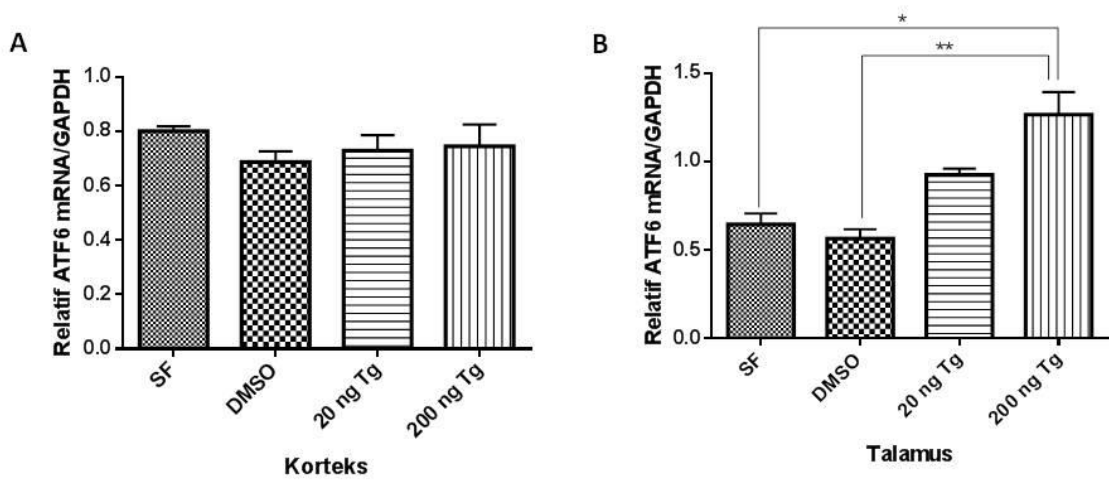 A
Relatif ATF6 mRNA/GAPDH
1.0
0.8
0.6
0.4
0.2
0.0
SF
DMSO
20 ng Tg
200 ng Tg
Korteks
B
Relatif ATF6 mRNA/GAPDH
*
**
1.5
1.0
0.5
0.0
SF
DMSO
20 ng Tg
200 ng Tg
Talamus